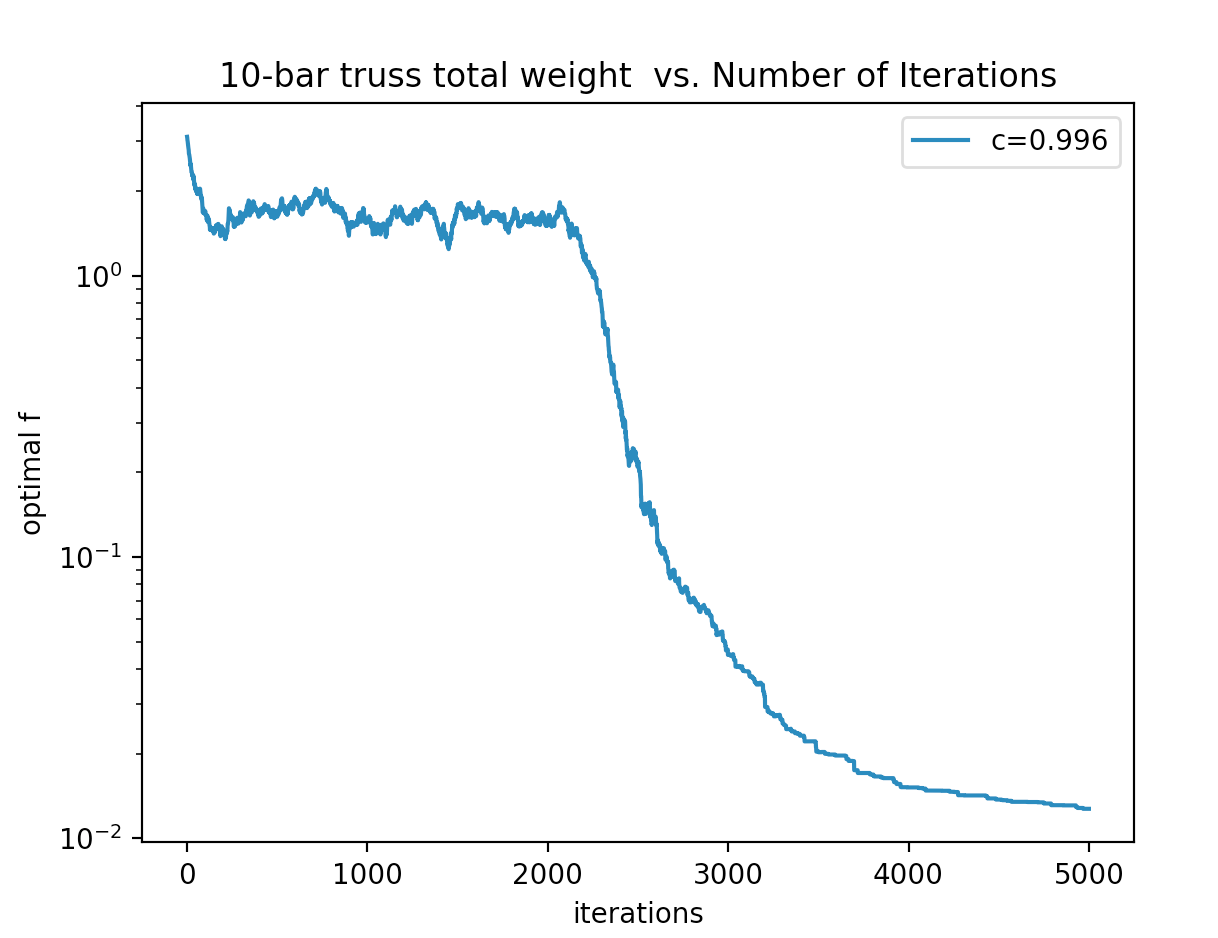 10-bar truss total weight  vs. Number of Iterations
c=0.996
optimal f
10⁰
10⁻¹
10⁻²
0 1000 2000 3000 4000 5000
iterations